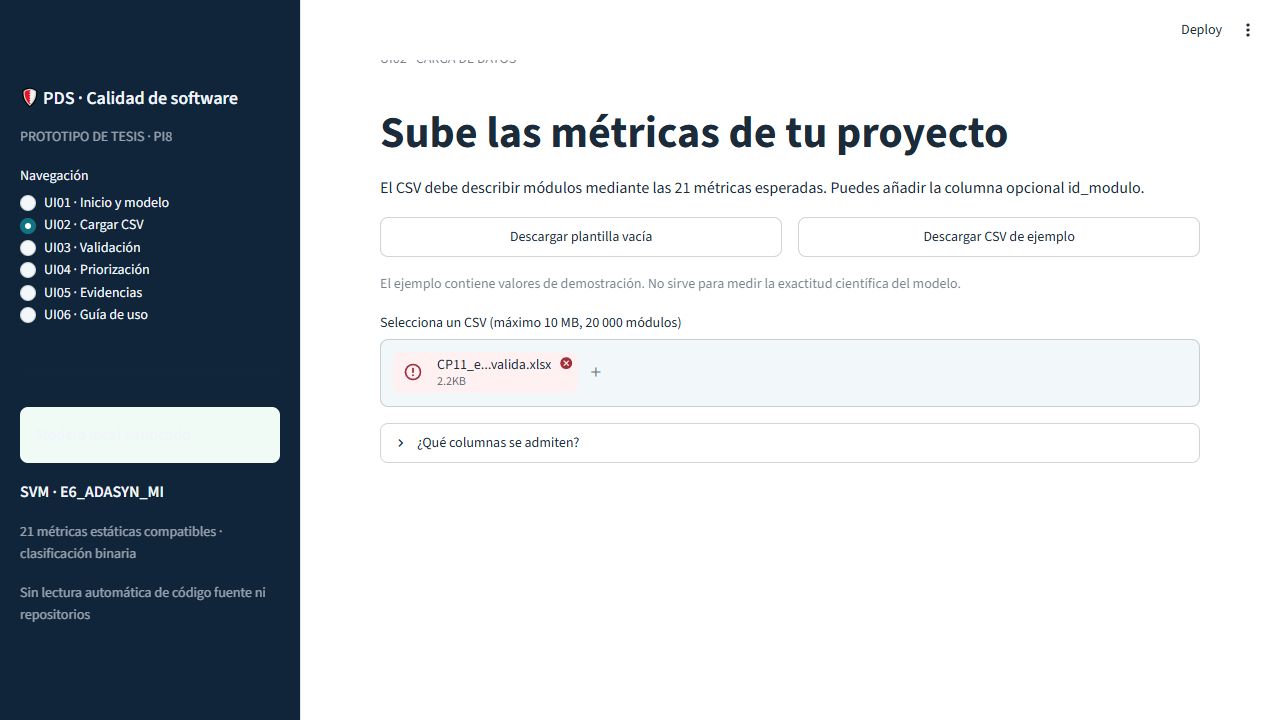 Deploy
PDS · Calidad de software
PROTOTIPO DE TESIS · PI8
Navegación
UI01 · Inicio y modelo
UI02 · Cargar CSV
UI03 · Validación
UI04 · Priorización
UI05 · Evidencias
UI06 · Guía de uso
SVM · E6_ADASYN_MI
21 métricas estáticas compatibles ·
clasificación binaria
Sin lectura automática de código fuente ni
repositorios
UI02 · CARGA DE DATOS
Sube las métricas de tu proyecto
El CSV debe describir módulos mediante las 21 métricas esperadas. Puedes añadir la columna opcional id_modulo.
Descargar plantilla vacía
Descargar CSV de ejemplo
El ejemplo contiene valores de demostración. No sirve para medir la exactitud científica del modelo.
Selecciona un CSV (máximo 10 MB, 20 000 módulos)
CP11_e...valida.xlsx
2.2KB
¿Qué columnas se admiten?